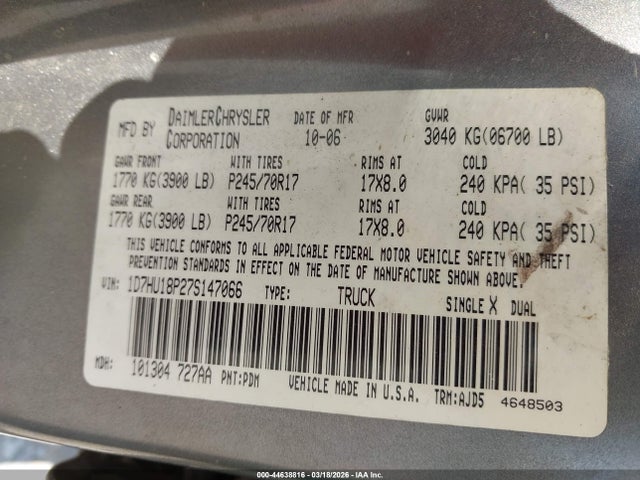 MFD BY DAIMLERCHRYSLER CORPORATION DATE OF MFR 10-06 GVWR 3040 KG(06700 LB)
GAWR FRONT WITH TIRES RIMS AT COLD
1770 KG(3900 LB) P245/70R17 17X8.0 240 KPA( 35 PSI)
GAWR REAR WITH TIRES RIMS AT COLD
1770 KG(3900 LB) P245/70R17 17X8.0 240 KPA( 35 PSI)
THIS VEHICLE CONFORMS TO ALL APPLICABLE FEDERAL MOTOR VEHICLE SAFETY AND THEFT
PREVENTION STANDARDS IN EFFECT ON THE DATE OF MANUFACTURE SHOWN ABOVE.
VIN: 1D7HU18P27S147066 TYPE: TRUCK SINGLE X DUAL
MDH: 101304 727AA PNT:PDM VEHICLE MADE IN U.S.A. TRM:AJD5 4648503
000-44638816 | 03/18/2026 | IAA Inc.